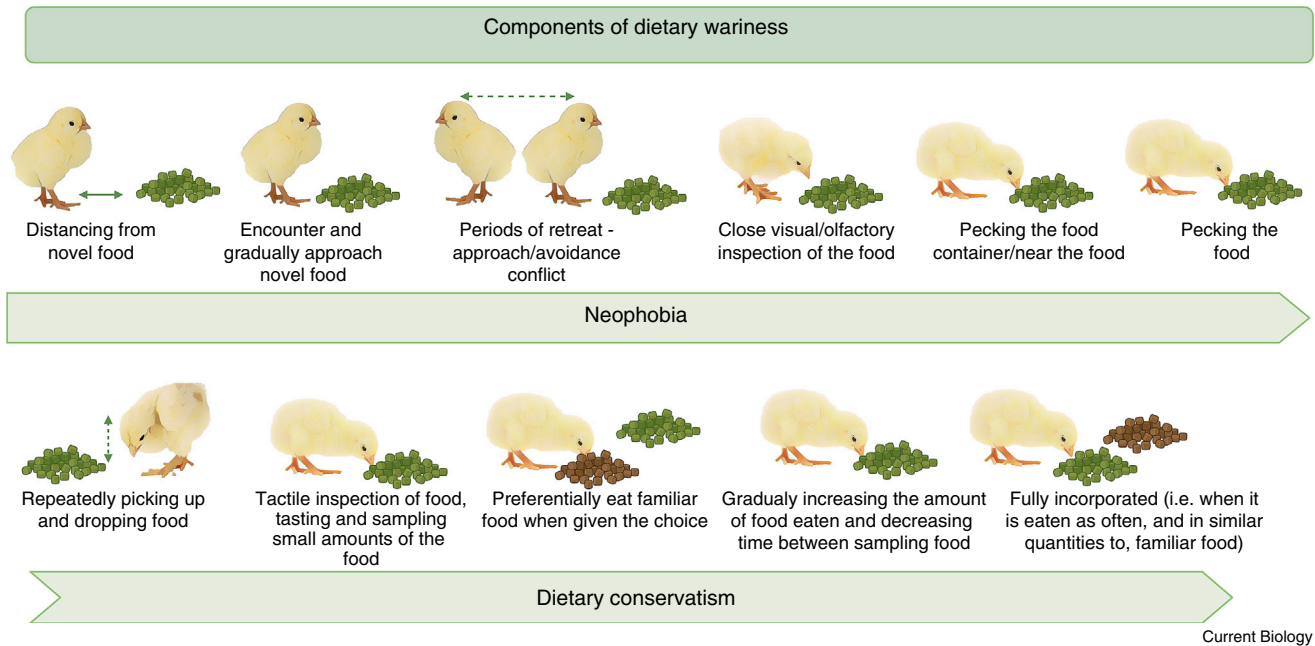 Components of dietary wariness
Distancing from
novel food
Encounter and
gradually approach
novel food
Periods of retreat -
approach/avoidance
conflict
Close visual/olfactory
inspection of the food
Pecking the food
container/near the food
Pecking the
food
Neophobia
Repeatedly picking up
and dropping food
Tactile inspection of food,
tasting and sampling
small amounts of the
food
Preferentially eat familiar
food when given the choice
Gradualy increasing the amount
of food eaten and decreasing
time between sampling food
Fully incorporated (i.e. when it
is eaten as often, and in similar
quantities to, familiar food)
Dietary conservatism
Current Biology